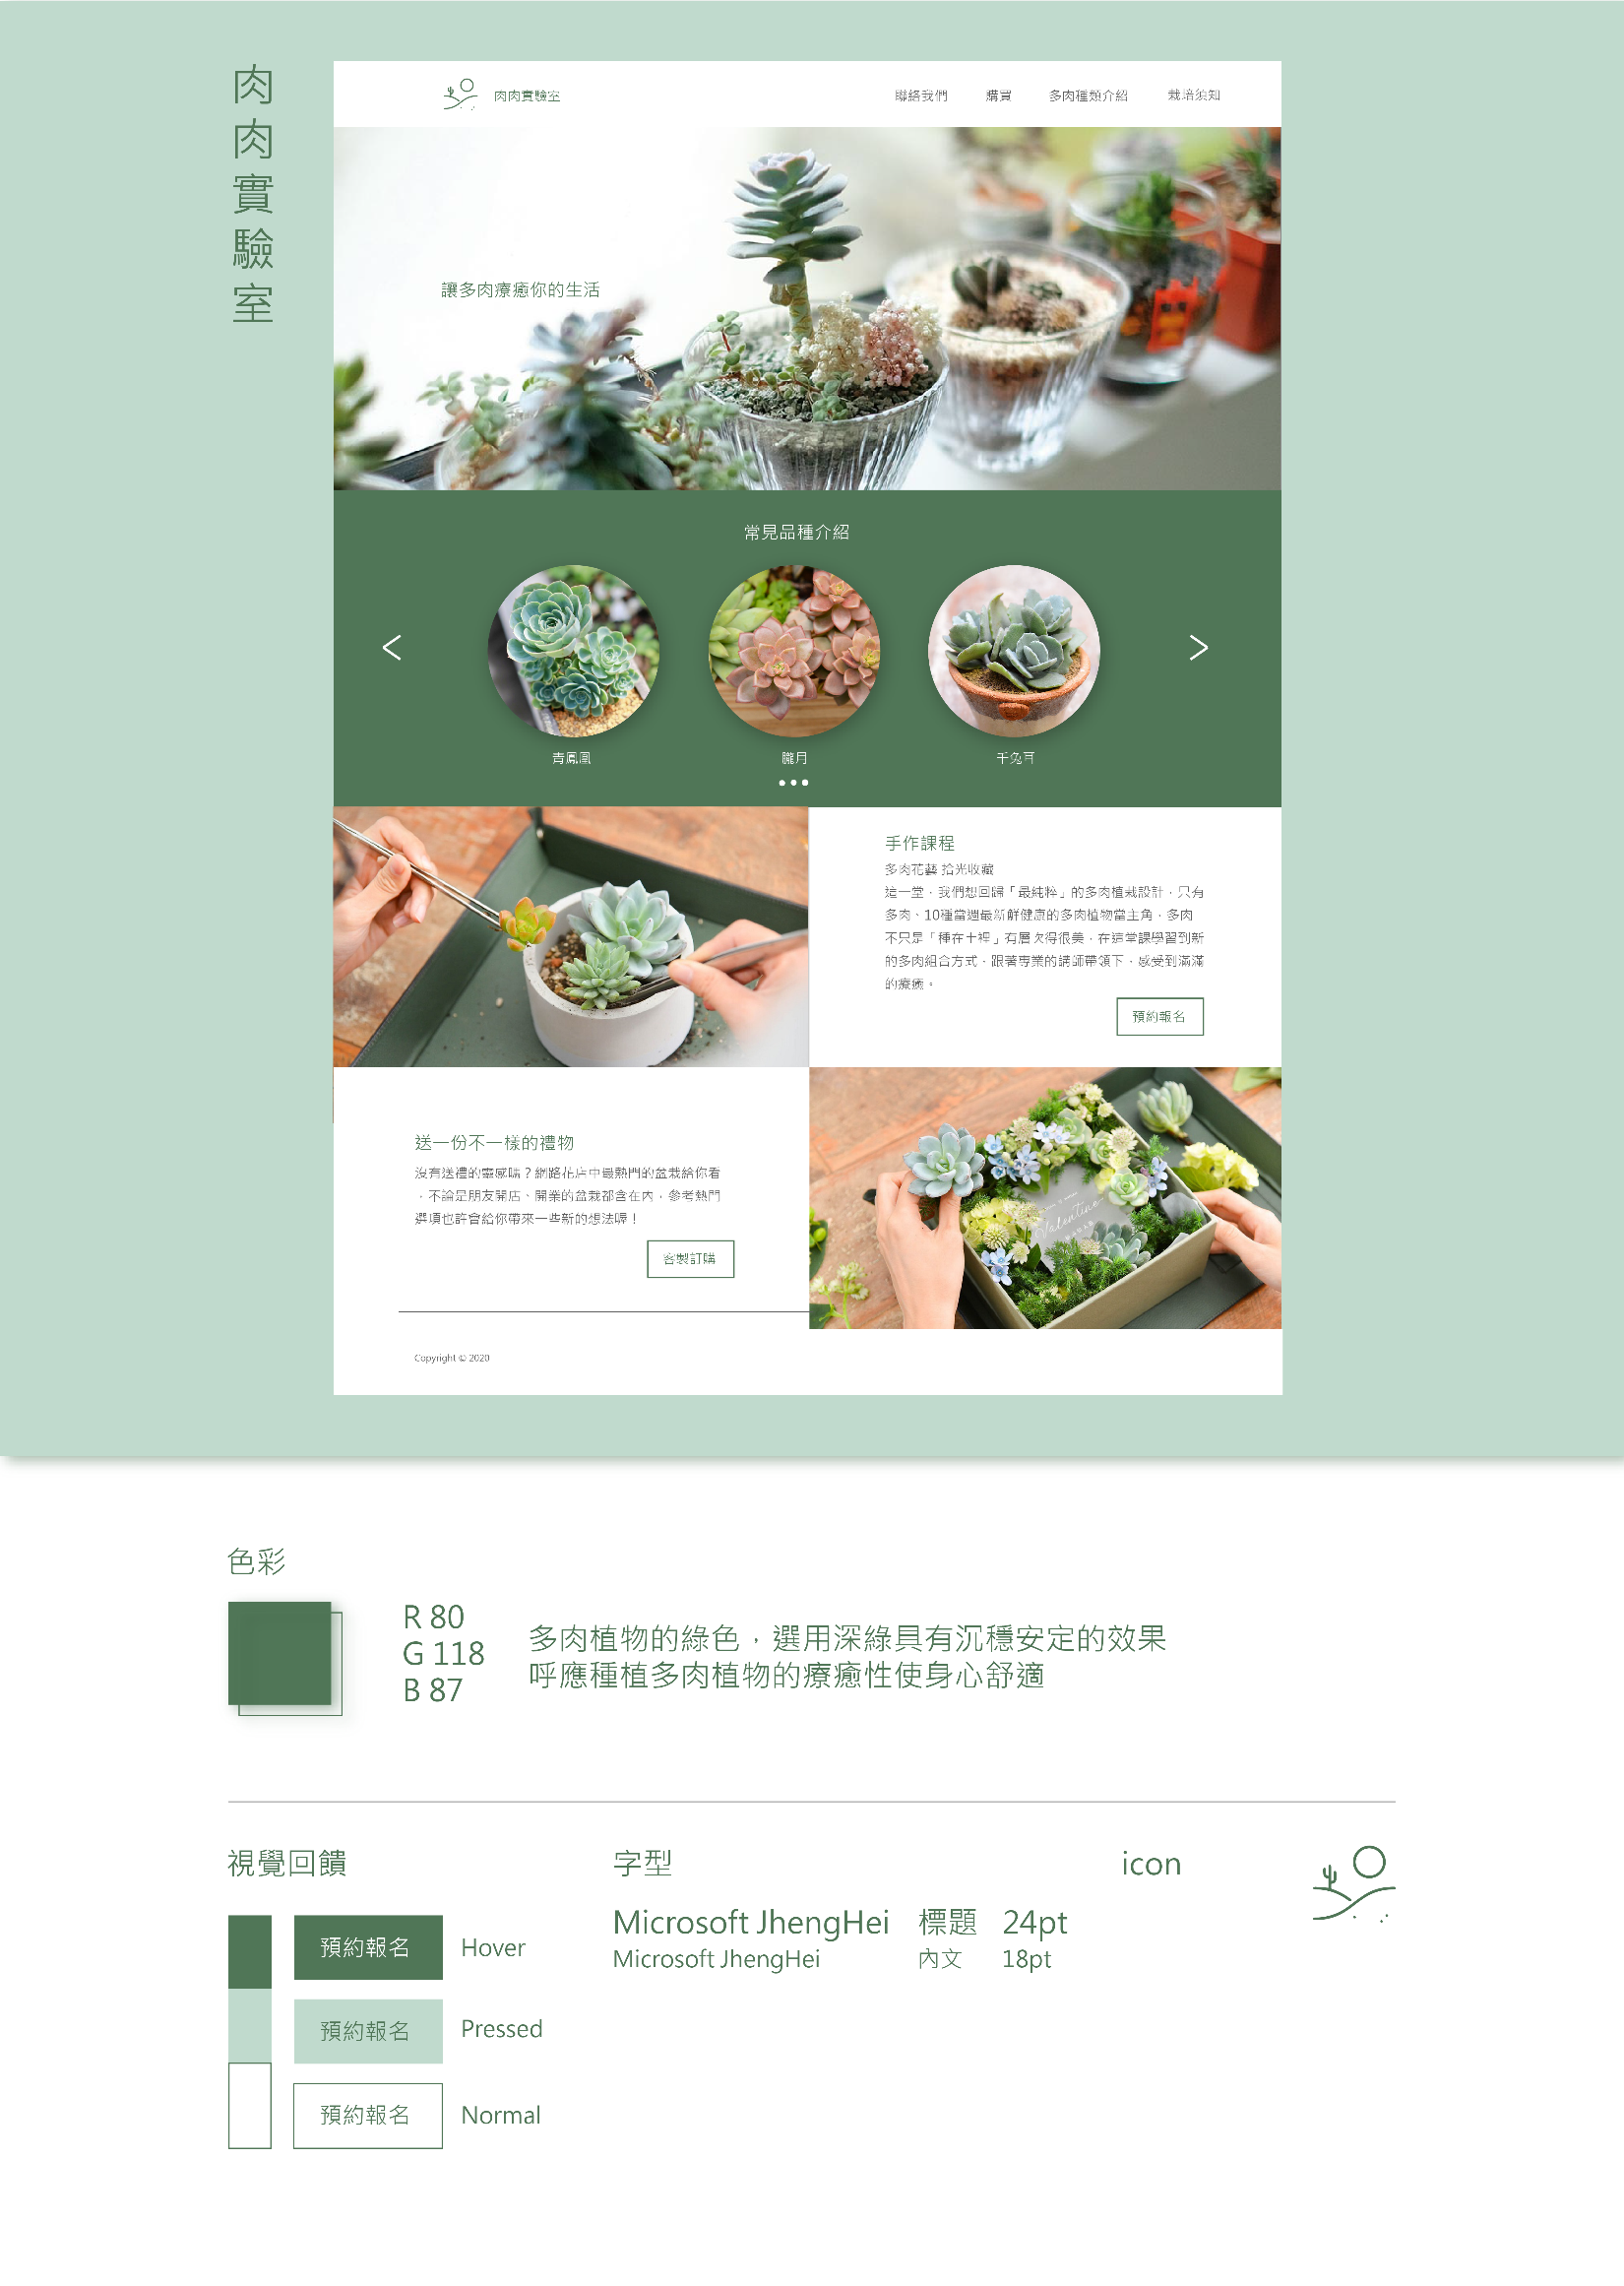 肉肉實驗室
肉肉實驗室
聯絡我們 購買 多肉種類介紹 栽培須知
讓多肉療癒你的生活
常見品種介紹
青鳳凰 朧月 千兔耳
手作課程
多肉花藝 拾光收藏
這一堂，我們想回歸「最純粹」的多肉植栽設計，只有
多肉、10種當週最新鮮健康的多肉植物當主角，多肉
不只是「種在土裡」有層次得很美，在這堂課學習到新
的多肉組合方式，跟著專業的講師帶領下，感受到滿滿
的療癒。
預約報名
送一份不一樣的禮物
沒有送禮的靈感嗎？網路花店中最熱門的盆栽給你看
，不論是朋友開店、開業的盆栽都含在內，參考熱門
選項也許會給你帶來一些新的想法喔！
客製訂購
Valentine
Copyright © 2020
色彩
R 80
G 118
B 87
多肉植物的綠色，選用深綠具有沉穩安定的效果
呼應種植多肉植物的療癒性使身心舒適
視覺回饋
預約報名 Hover
預約報名 Pressed
預約報名 Normal
字型
Microsoft JhengHei 標題 24pt
Microsoft JhengHei 內文 18pt
icon